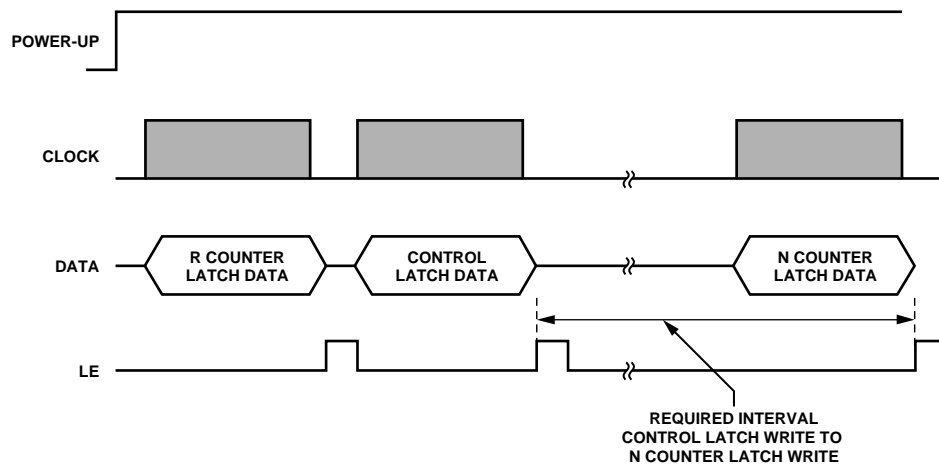 POWER-UP
CLOCK
DATA
R COUNTER
LATCH DATA
CONTROL
LATCH DATA
N COUNTER
LATCH DATA
LE
REQUIRED INTERVAL
CONTROL LATCH WRITE TO
N COUNTER LATCH WRITE